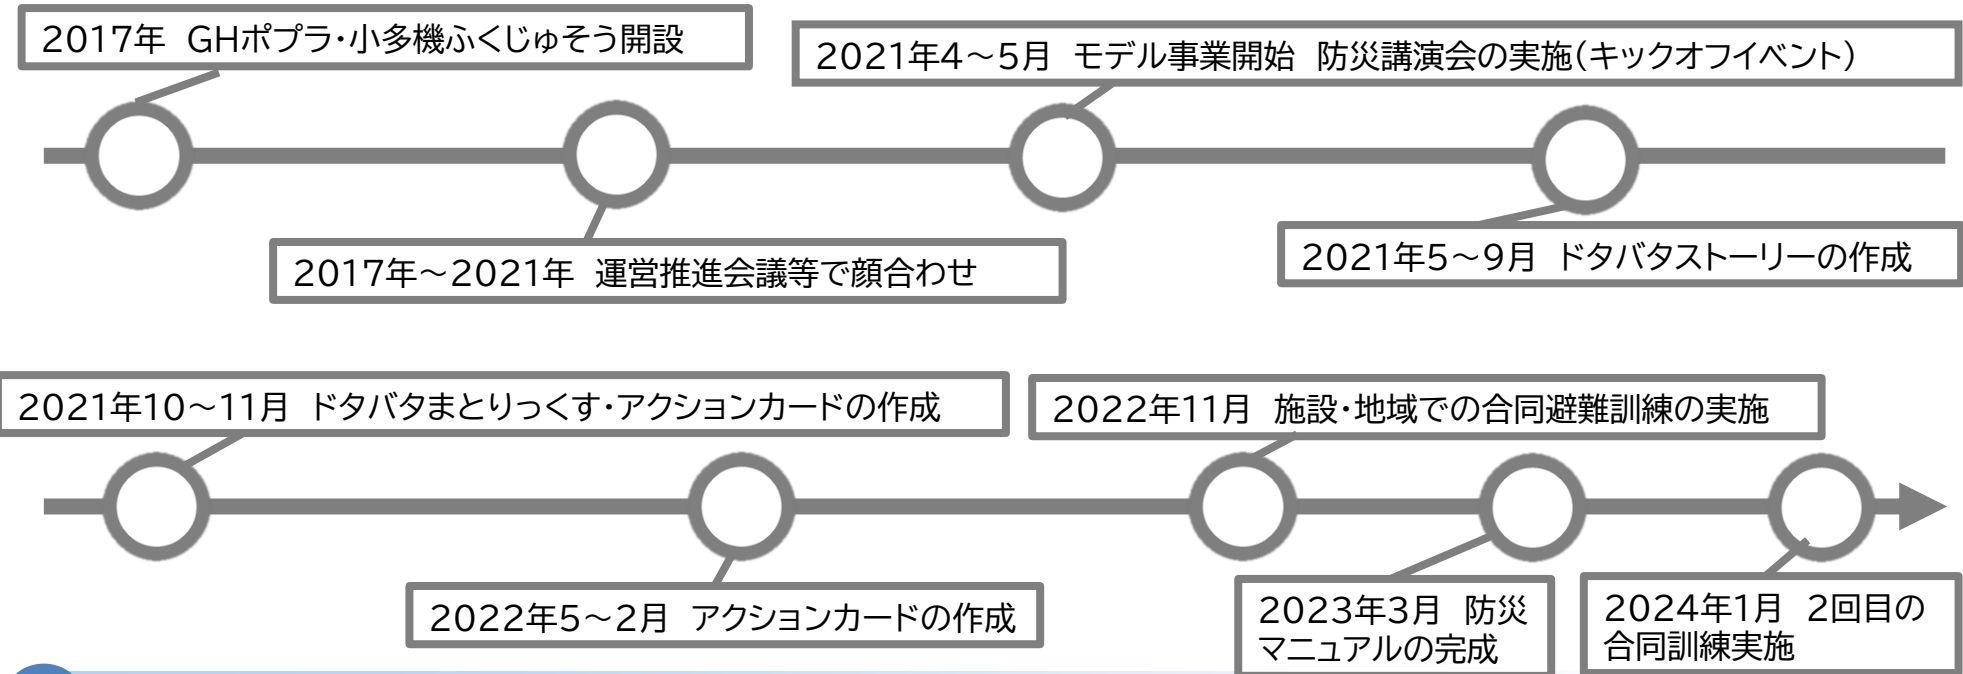 2017年 GHポプラ・小多機ふくじゅそう開設
2021年4～5月 モデル事業開始 防災講演会の実施(キックオフイベント)
2017年～2021年 運営推進会議等で顔合わせ
2021年5～9月 ドタバタストーリーの作成
2021年10～11月 ドタバタまとりっくす・アクションカードの作成
2022年11月 施設・地域での合同避難訓練の実施
2022年5～2月 アクションカードの作成
2023年3月 防災
マニュアルの完成
2024年1月 2回目の
合同訓練実施